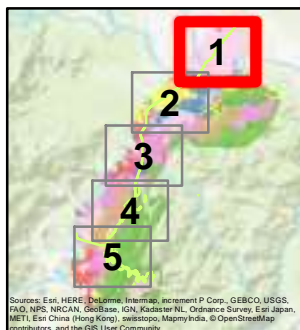 1
2
3
4
5
Sources: Esri, HERE, DeLorme, Intermap, increment P Corp., GEBCO, USGS,
FAO, NPS, NRCAN, GeoBase, IGN, Kadaster NL, Ordnance Survey, Esri Japan,
METI, Esri China (Hong Kong), swisstopo, MapmyIndia, © OpenStreetMap
contributors, and the GIS User Community